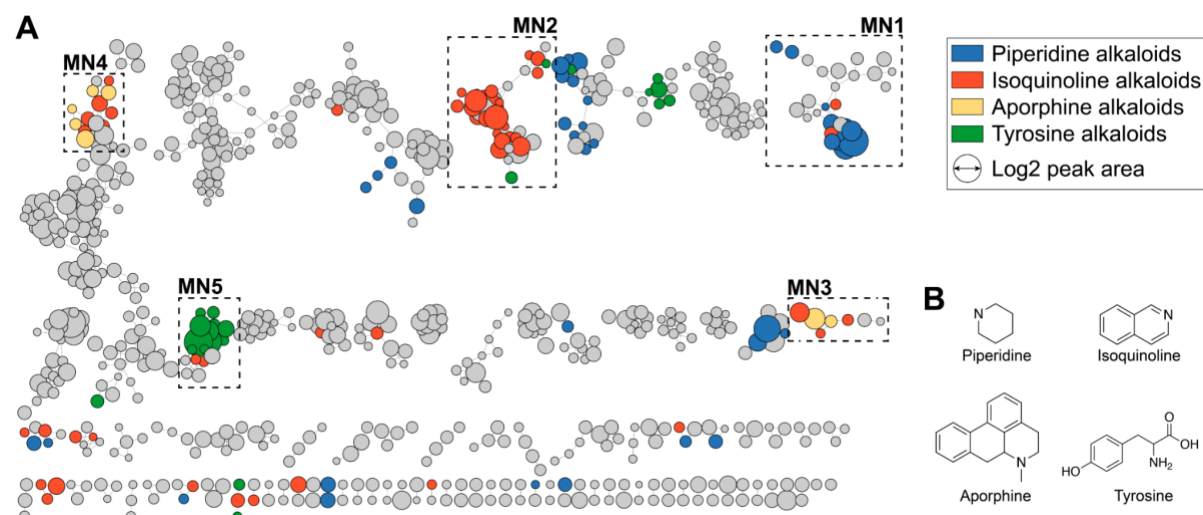 A
MN4
MN2
MN1
Piperidine alkaloids
Isoquinoline alkaloids
Aporphine alkaloids
Tyrosine alkaloids
Log2 peak area
MN5
MN3
B
N
N
Piperidine
Isoquinoline
N
O
OH
NH₂
HO
Aporphine
Tyrosine